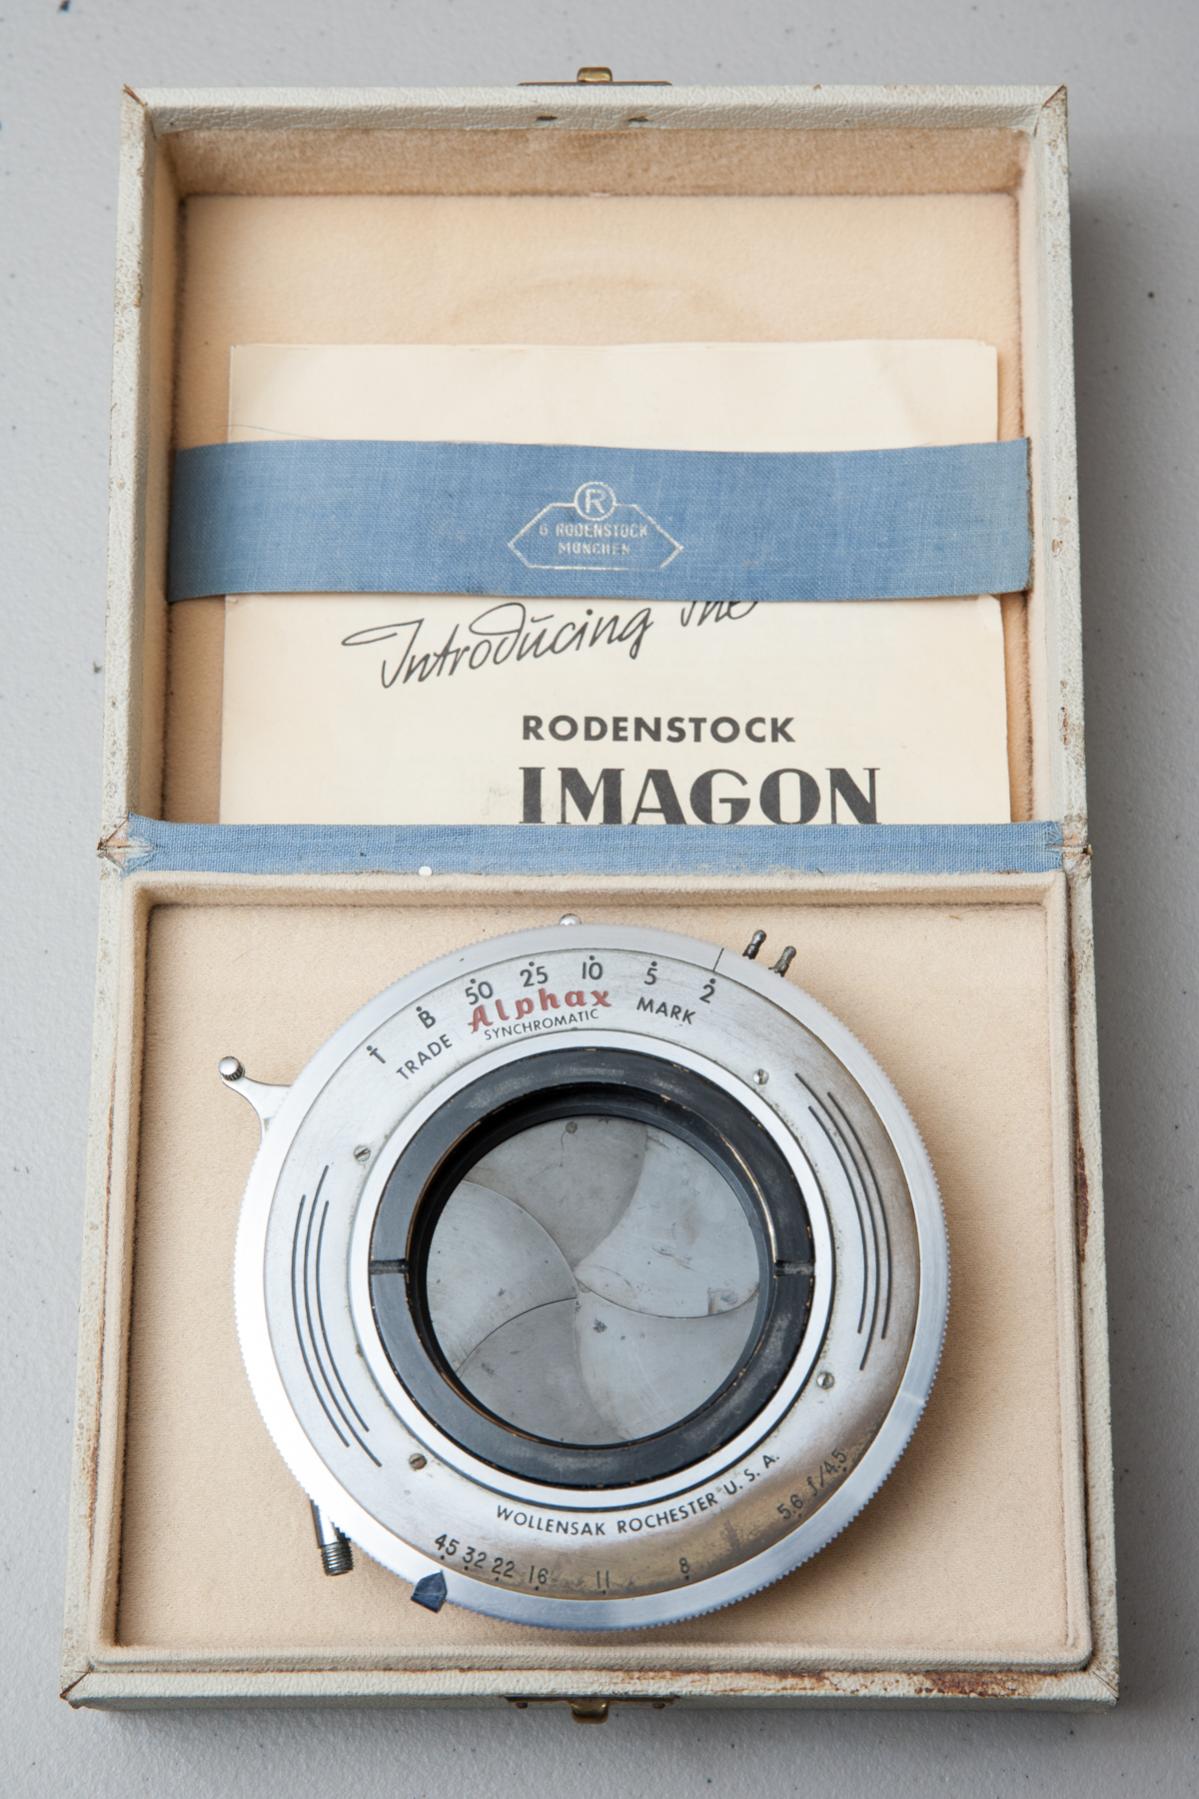 R
G RODENSTOCK
MÜNCHEN
Introducing the
RODENSTOCK
IMAGON
T B 50 25 10 5 2
Alphax
TRADE MARK
SYNCHROMATIC
WOLLENSAK ROCHESTER U.S.A.
45 32 22 16 11 8 5.6 f/4.5